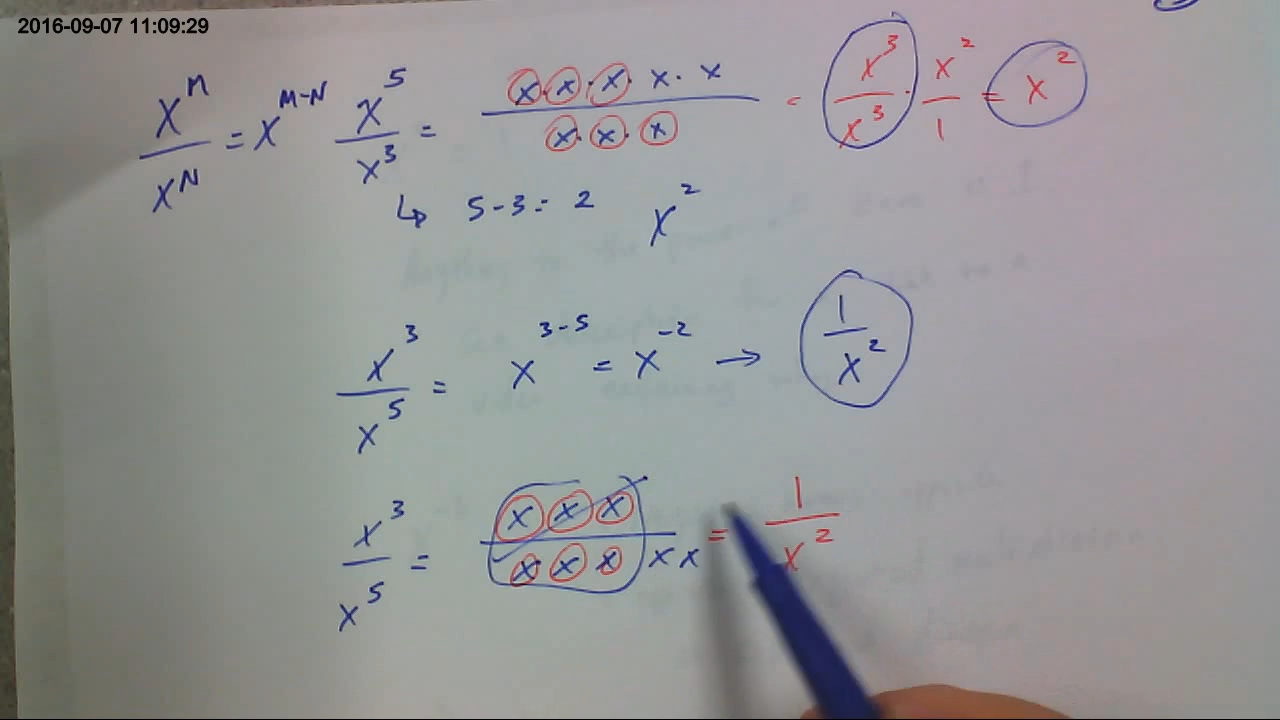 2016-09-07 11:09:29
x^M/x^N = x^(M-N) x^5/x^3 = x·x·x·x·x/x·x·x = x^3/x^3 · x^2/1 = x^2
↳ 5-3= 2 x^2
x^3/x^5 = x^(3-5) = x^-2 → 1/x^2
x^3/x^5 = x x x/x x x x x = 1/x^2